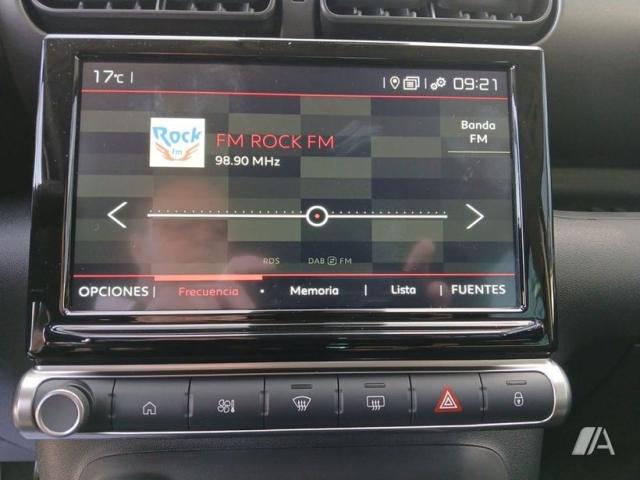 17°C
09:21
Rock fm
FM ROCK FM
98.90 MHz
Banda
FM
RDS DAB FM
OPCIONES Frecuencia Memoria Lista FUENTES